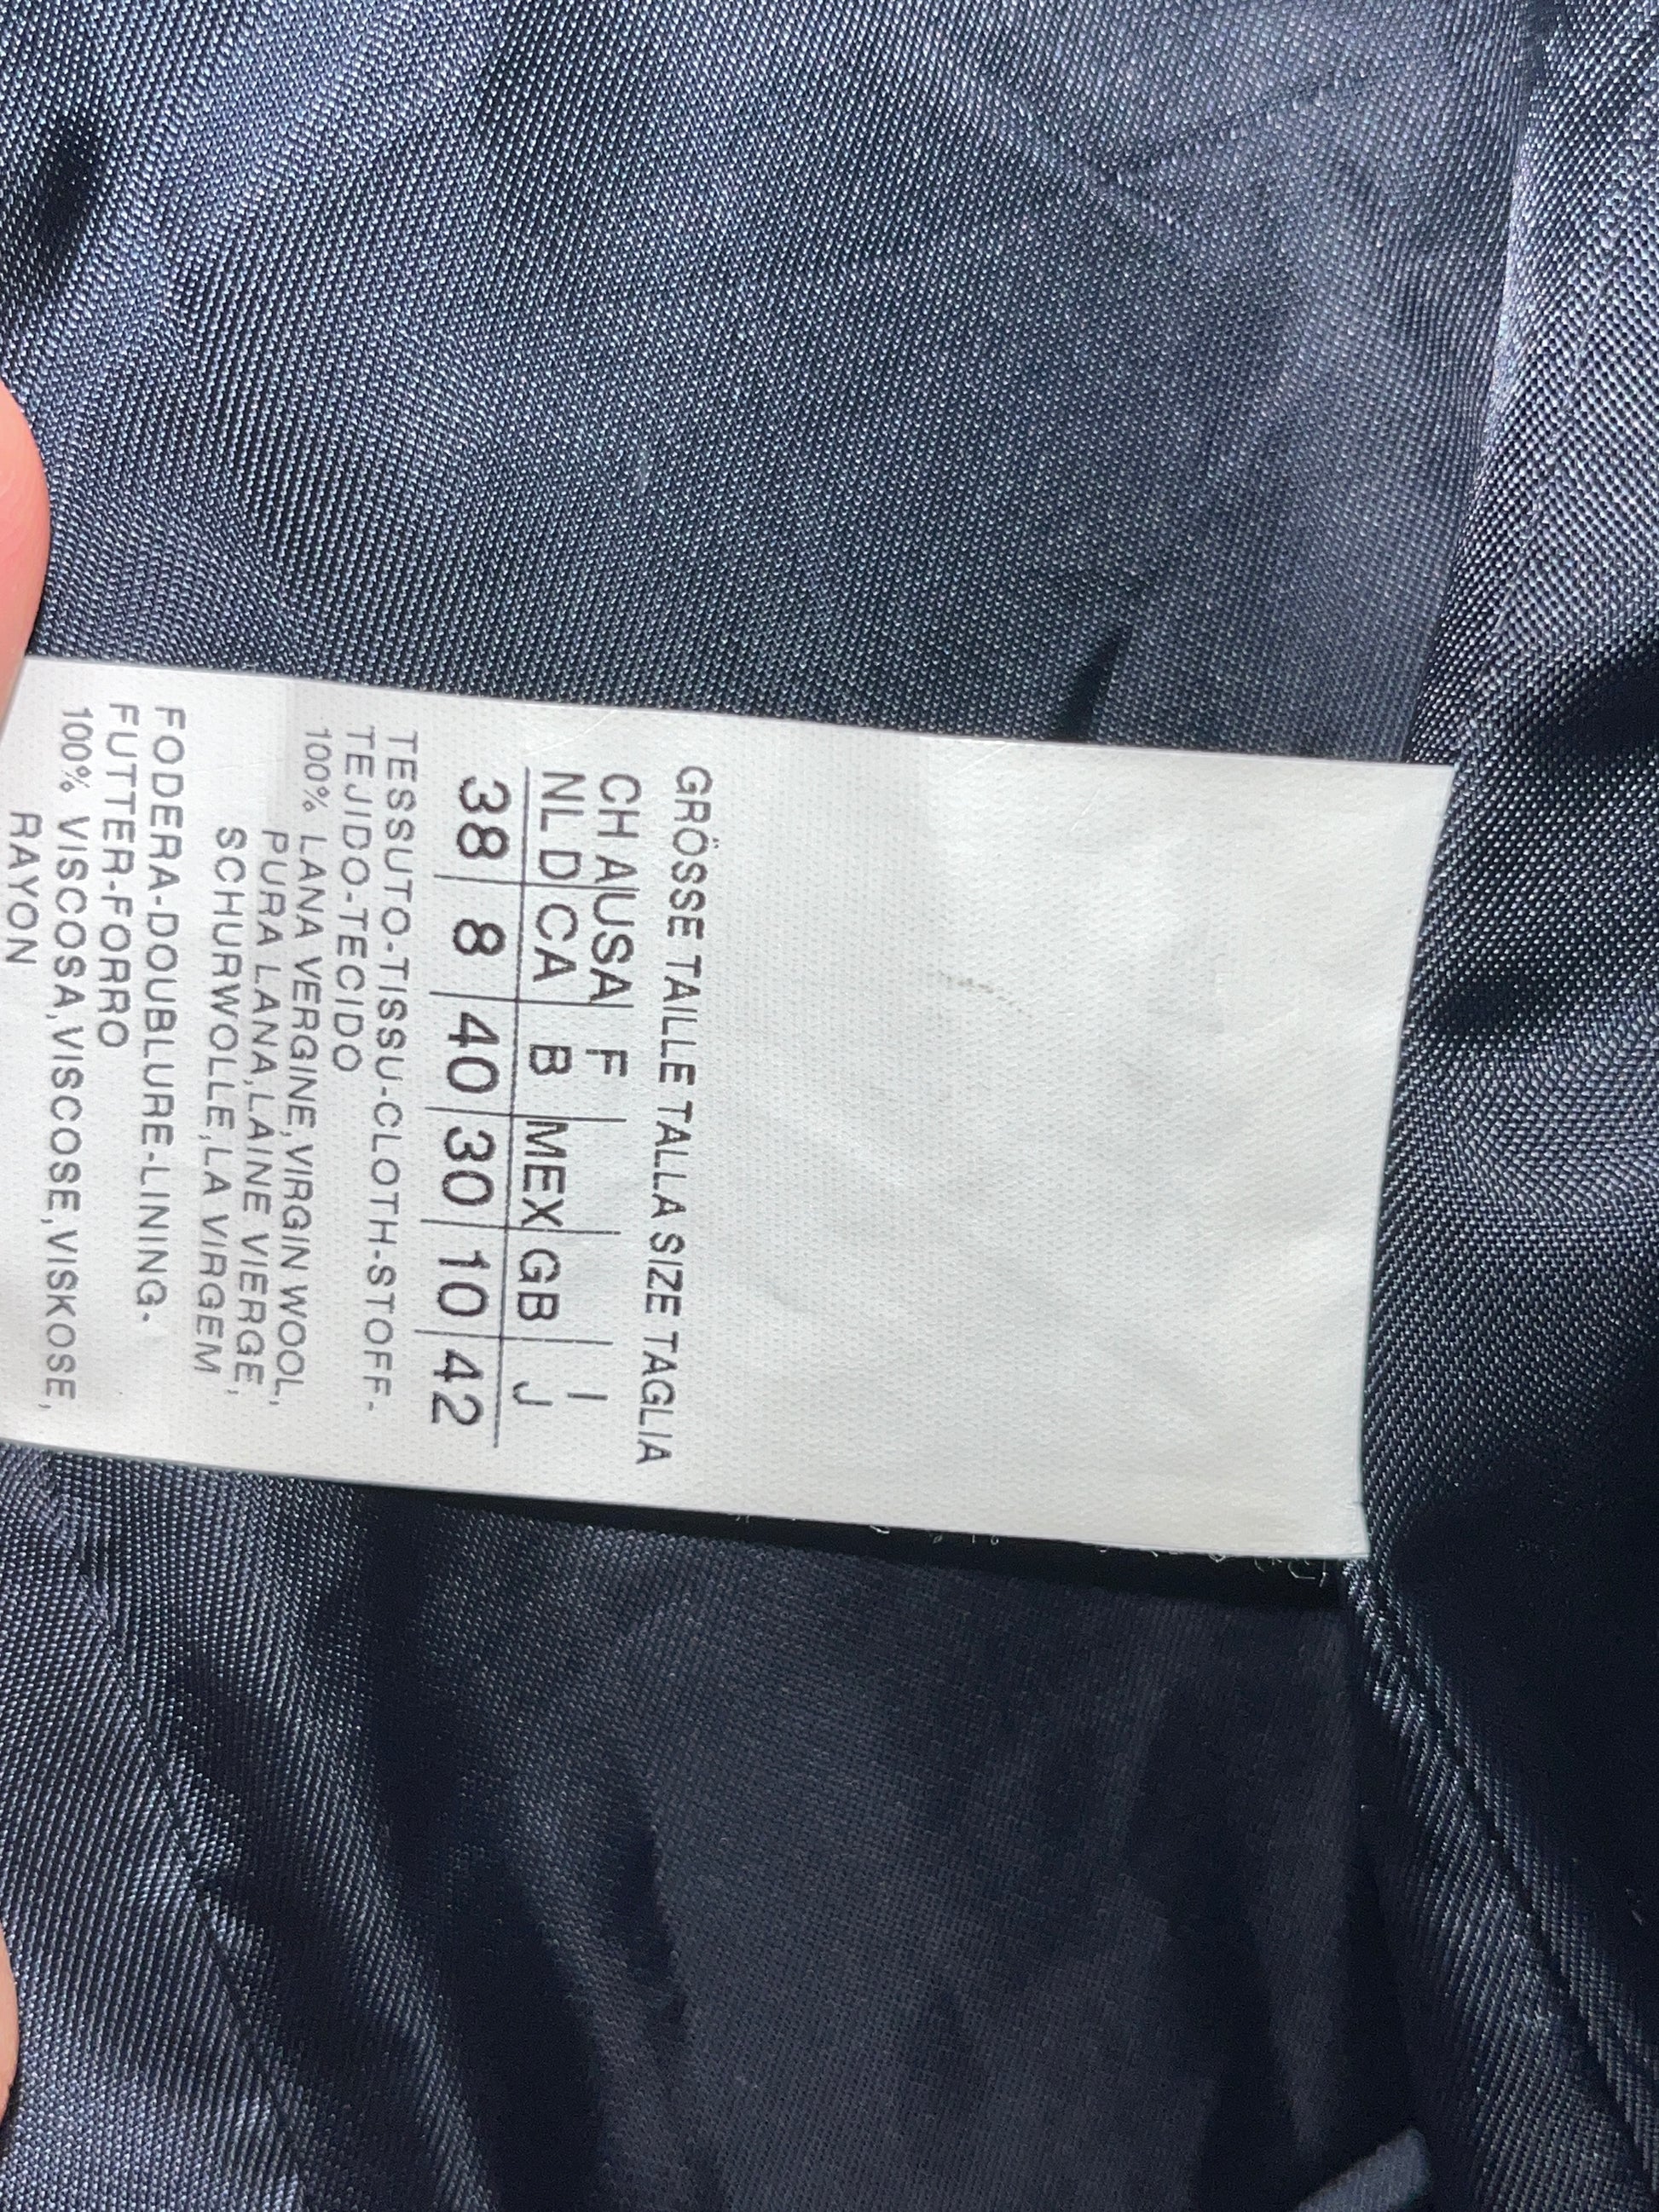 GRÖSSE TAILLE TALLA SIZE TAGLIA
CH A USA F I
NL D CA B MEX GB J
38 8 40 30 10 42
TESSUTO-TISSU-CLOTH-STOFF-
TEJIDO-TECIDO
100% LANA VERGINE,VIRGIN WOOL,
PURA LANA,LAINE VIERGE,
SCHURWOLLE,LA VIRGEM
FODERA-DOUBLURE-LINING-
FUTTER-FORRO
100% VISCOSA,VISCOSE,VISKOSE,
RAYON